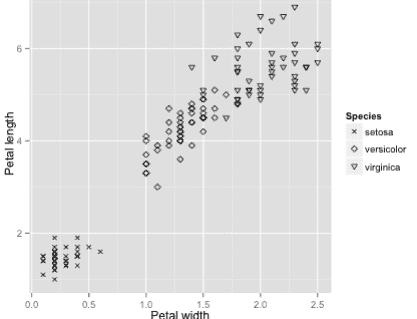 6
4
2
Petal length
0.0 0.5 1.0 1.5 2.0 2.5
Petal width
Species
setosa
versicolor
virginica